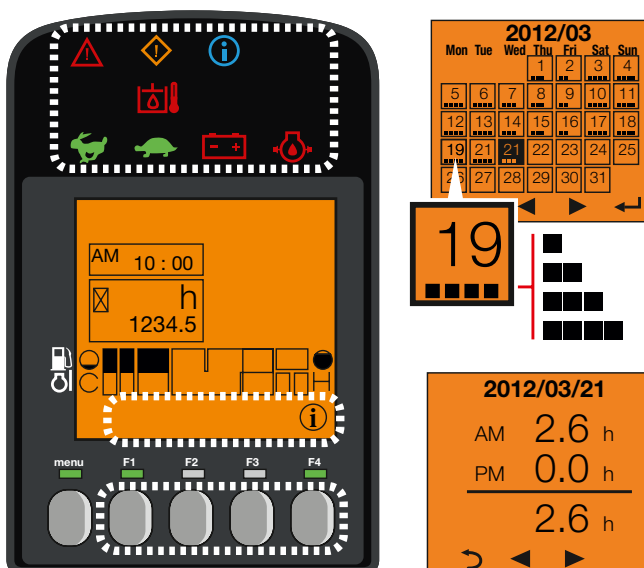 AM 10 : 00
h
1234.5
C H
i
menu F1 F2 F3 F4
2012/03
Mon Tue Wed Thu Fri Sat Sun
1 2 3 4
5 6 7 8 9 10 11
12 13 14 15 16 17 18
19 21 21 22 23 24 25
26 27 28 29 30 31
19
2012/03/21
AM 2.6 h
PM 0.0 h
2.6 h